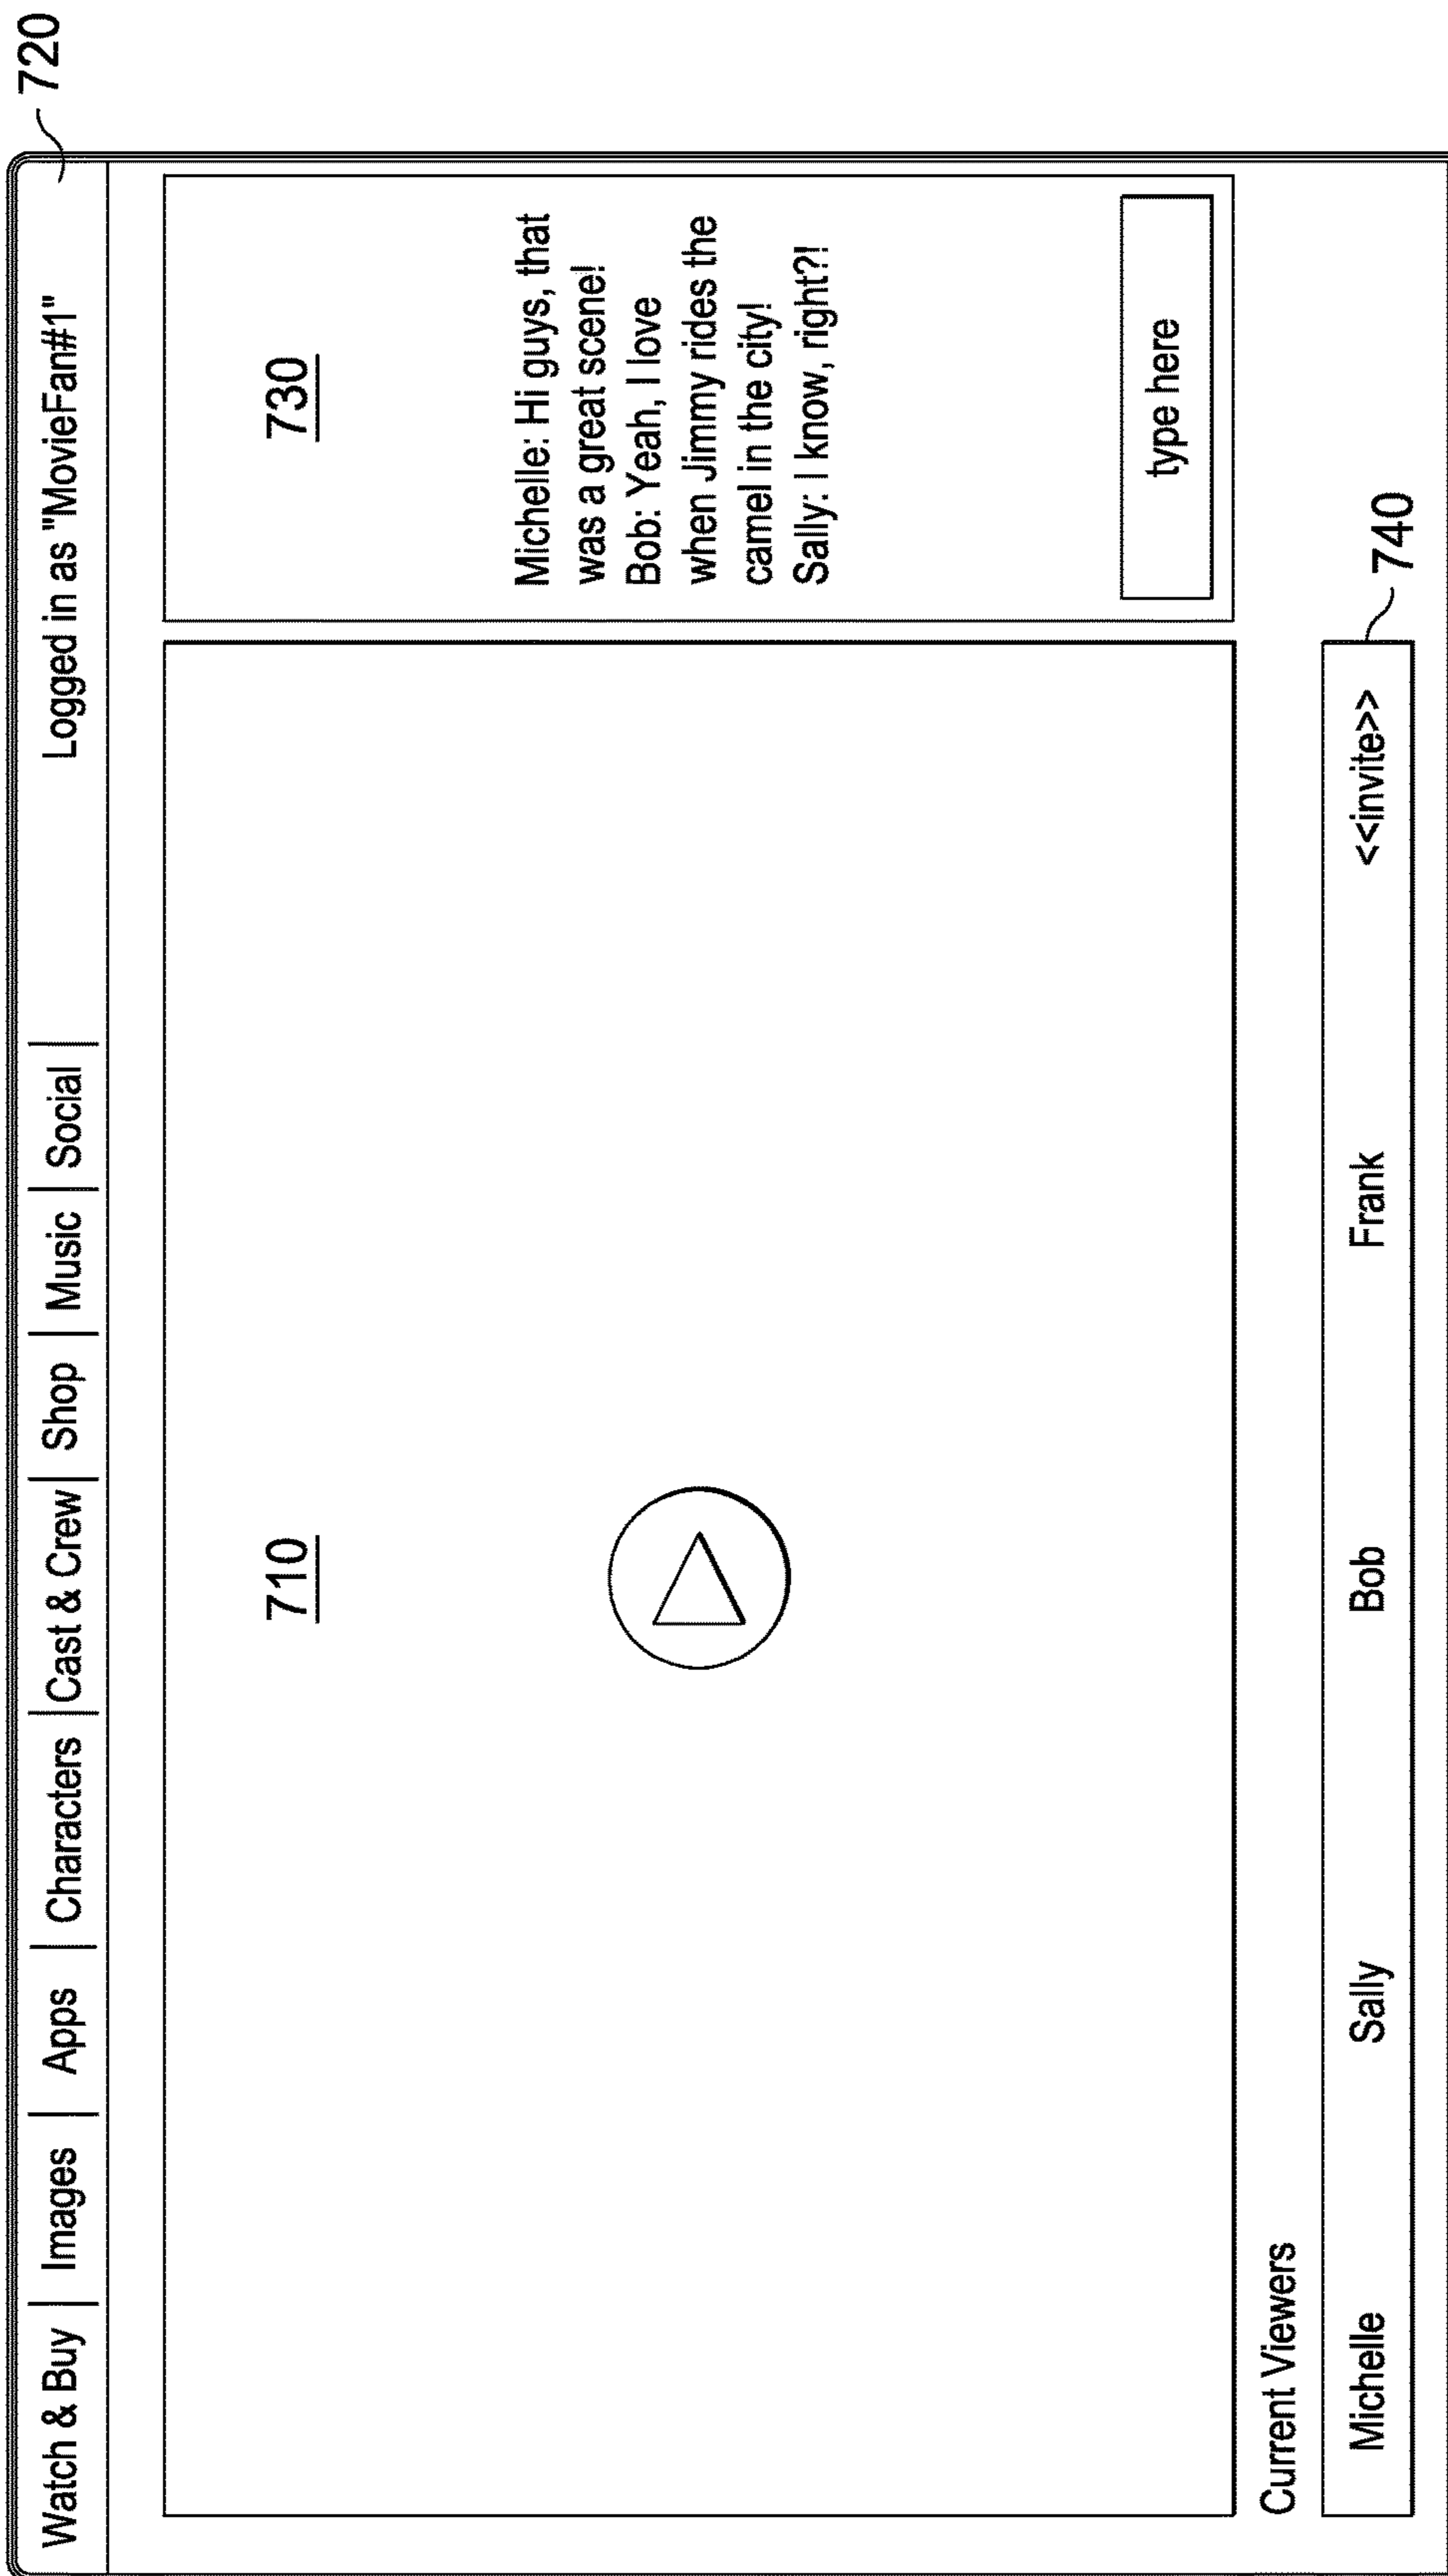 720
Watch & Buy | Images | Apps | Characters | Cast & Crew | Shop | Music | Social | Logged in as "MovieFan#1"
710
730
Michelle: Hi guys, that
was a great scene!
Bob: Yeah, I love
when Jimmy rides the
camel in the city!
Sally: I know, right?!
type here
Current Viewers
740
Michelle Sally Bob Frank <<invite>>